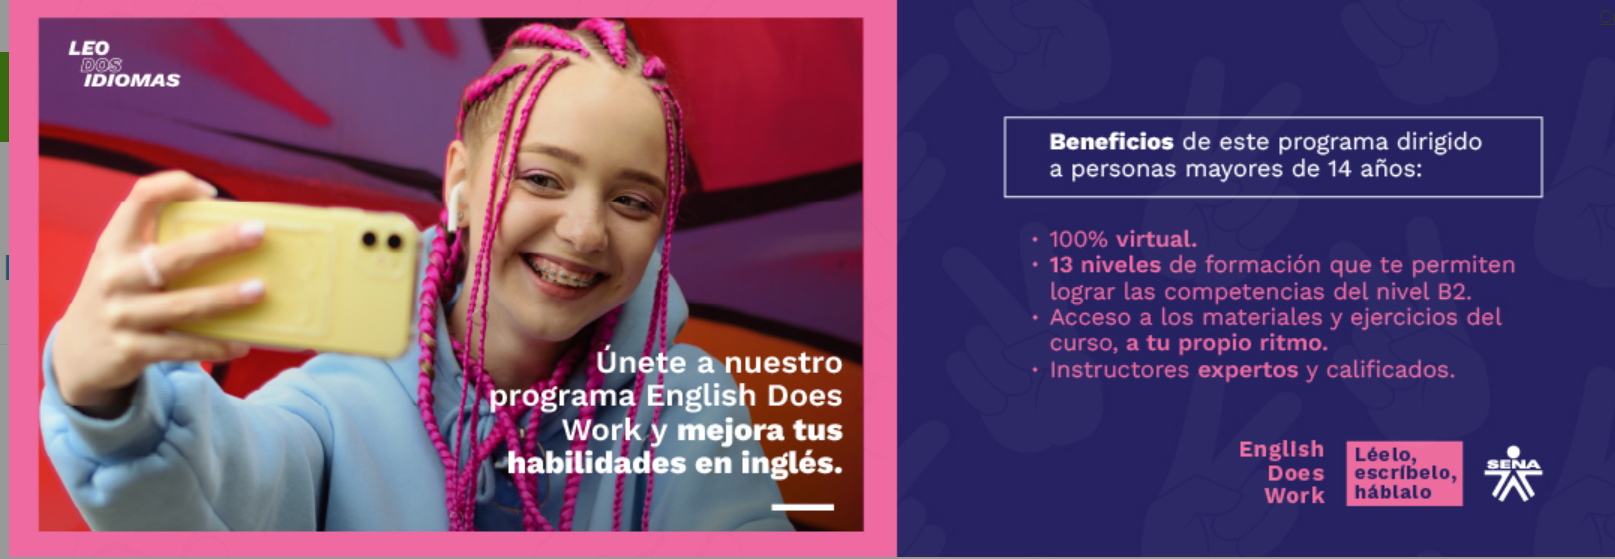 LEO
DOS
IDIOMAS
Únete a nuestro
programa English Does
Work y mejora tus
habilidades en inglés.
Beneficios de este programa dirigido
a personas mayores de 14 años:
• 100% virtual.
• 13 niveles de formación que te permiten
lograr las competencias del nivel B2.
• Acceso a los materiales y ejercicios del
curso, a tu propio ritmo.
• Instructores expertos y calificados.
English
Does
Work
Léelo,
escríbelo,
háblalo
SENA